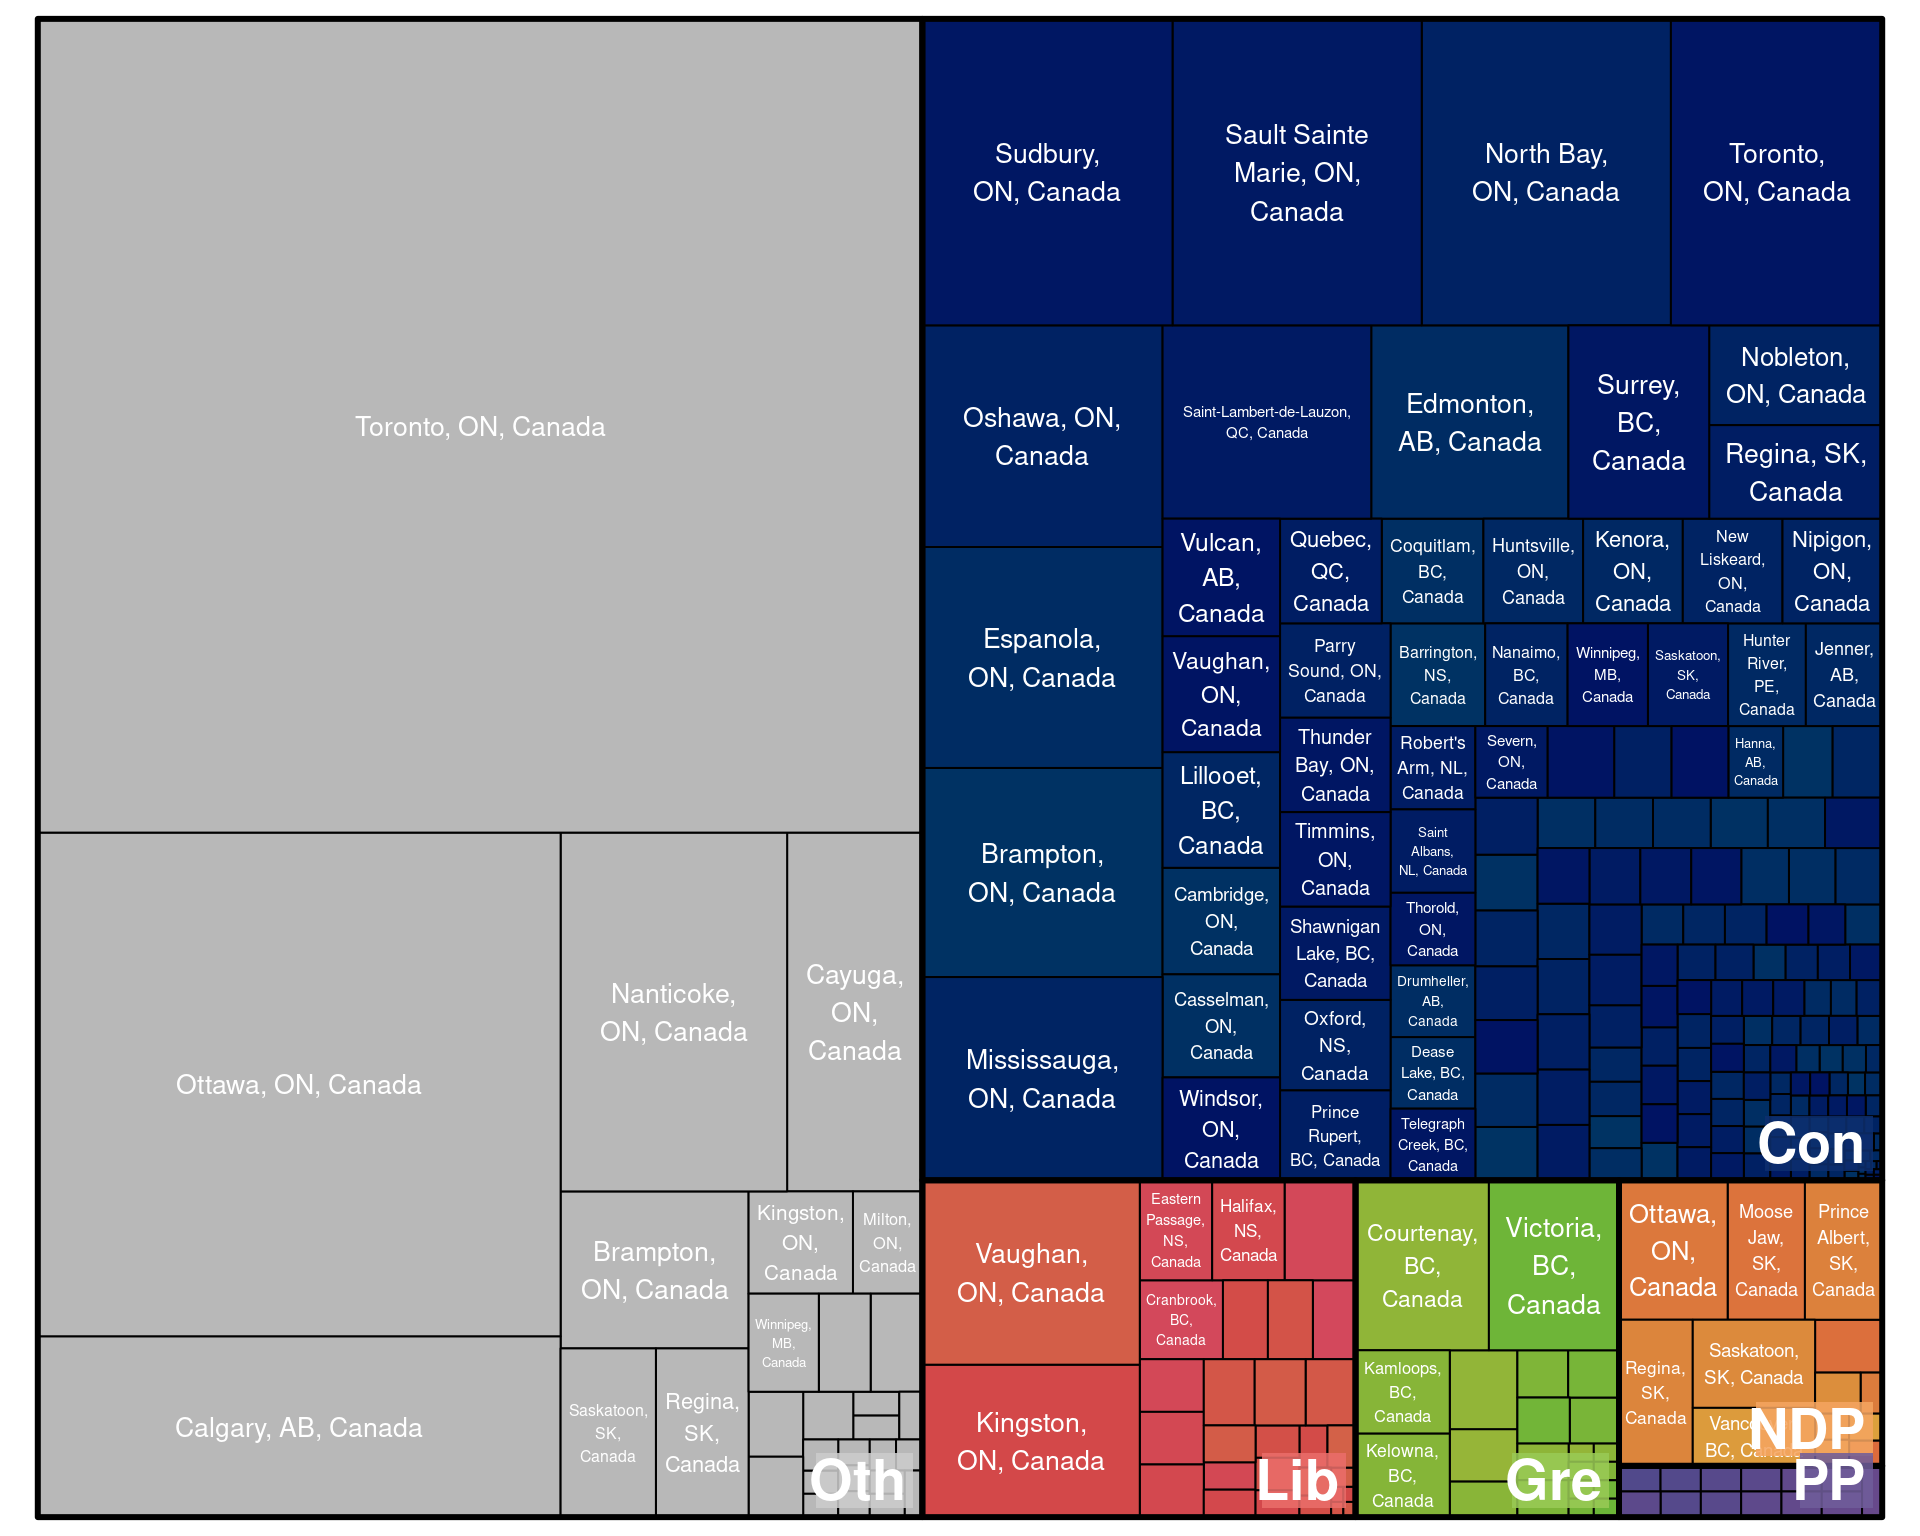 Toronto, ON, Canada
Ottawa, ON, Canada
Calgary, AB, Canada
Nanticoke,
ON, Canada
Cayuga,
ON,
Canada
Brampton,
ON, Canada
Kingston,
ON,
Canada
Milton,
ON,
Canada
Winnipeg,
MB,
Canada
Saskatoon,
SK,
Canada
Regina,
SK,
Canada
Oth
Sudbury,
ON, Canada
Sault Sainte
Marie, ON,
Canada
North Bay,
ON, Canada
Toronto,
ON, Canada
Oshawa, ON,
Canada
Espanola,
ON, Canada
Brampton,
ON, Canada
Mississauga,
ON, Canada
Saint-Lambert-de-Lauzon,
QC, Canada
Edmonton,
AB, Canada
Surrey,
BC,
Canada
Nobleton,
ON, Canada
Regina, SK,
Canada
Vulcan,
AB,
Canada
Vaughan,
ON,
Canada
Lillooet,
BC,
Canada
Cambridge,
ON,
Canada
Casselman,
ON,
Canada
Windsor,
ON,
Canada
Quebec,
QC,
Canada
Coquitlam,
BC,
Canada
Huntsville,
ON,
Canada
Kenora,
ON,
Canada
New
Liskeard,
ON,
Canada
Nipigon,
ON,
Canada
Parry
Sound, ON,
Canada
Thunder
Bay, ON,
Canada
Timmins,
ON,
Canada
Shawnigan
Lake, BC,
Canada
Oxford,
NS,
Canada
Prince
Rupert,
BC, Canada
Barrington,
NS,
Canada
Nanaimo,
BC,
Canada
Winnipeg,
MB,
Canada
Saskatoon,
SK,
Canada
Hunter
River,
PE,
Canada
Jenner,
AB,
Canada
Robert's
Arm, NL,
Canada
Saint
Albans,
NL, Canada
Thorold,
ON,
Canada
Drumheller,
AB,
Canada
Dease
Lake, BC,
Canada
Telegraph
Creek, BC,
Canada
Severn,
ON,
Canada
Hanna,
AB,
Canada
Con
Vaughan,
ON, Canada
Kingston,
ON, Canada
Eastern
Passage,
NS,
Canada
Halifax,
NS,
Canada
Cranbrook,
BC,
Canada
Lib
Courtenay,
BC,
Canada
Victoria,
BC,
Canada
Kamloops,
BC,
Canada
Kelowna,
BC,
Canada
Gre
Ottawa,
ON,
Canada
Moose
Jaw,
SK,
Canada
Prince
Albert,
SK,
Canada
Regina,
SK,
Canada
Saskatoon,
SK, Canada
BC, Canada
NDP
PP